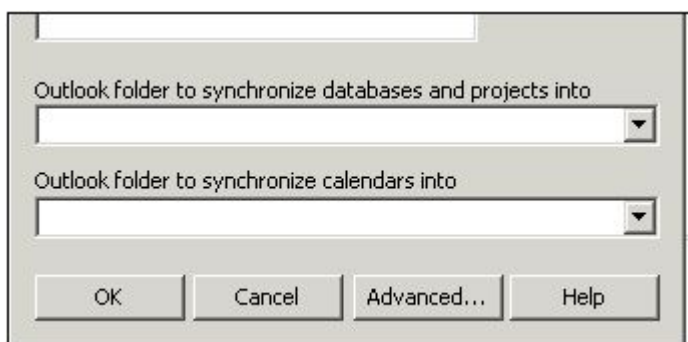 Outlook folder to synchronize databases and projects into
Outlook folder to synchronize calendars into
OK Cancel Advanced... Help